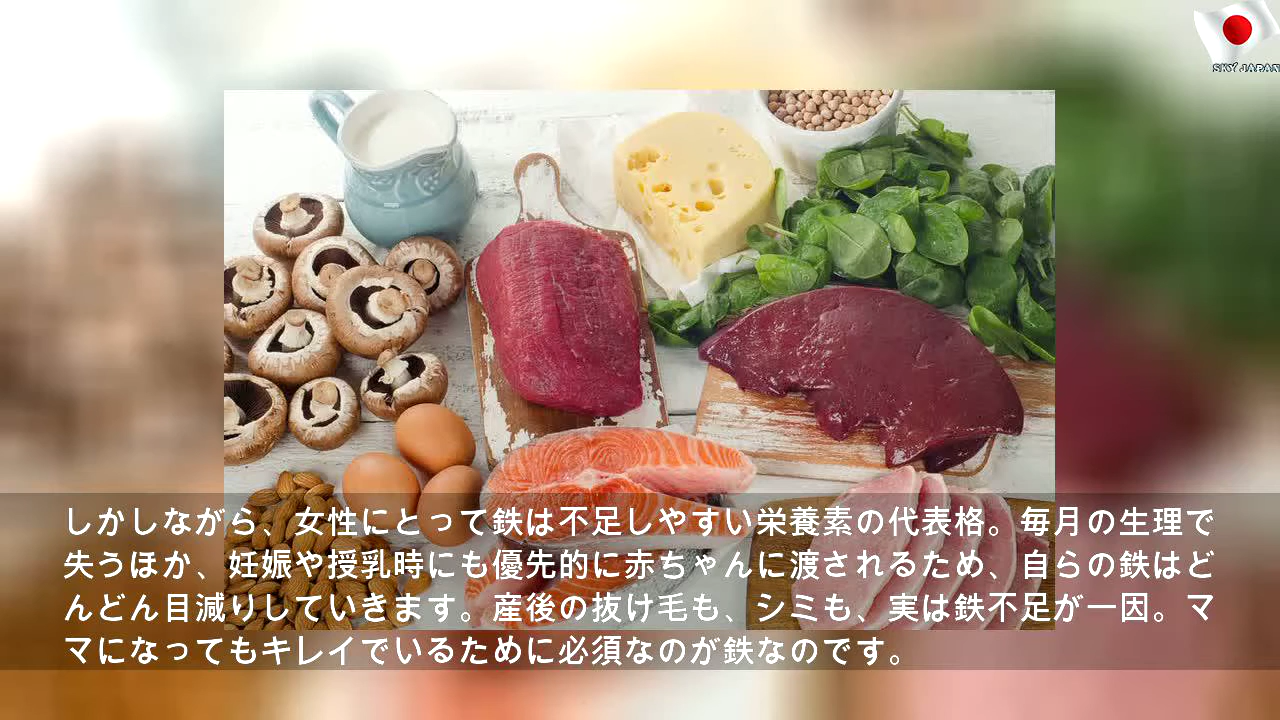 SKY JAPAN
しかしながら、女性にとって鉄は不足しやすい栄養素の代表格。毎月の生理で
失うほか、妊娠や授乳時にも優先的に赤ちゃんに渡されるため、自らの鉄はど
んどん目減りしていきます。産後の抜け毛も、シミも、実は鉄不足が一因。マ
マになってもキレイでいるために必須なのが鉄なのです。